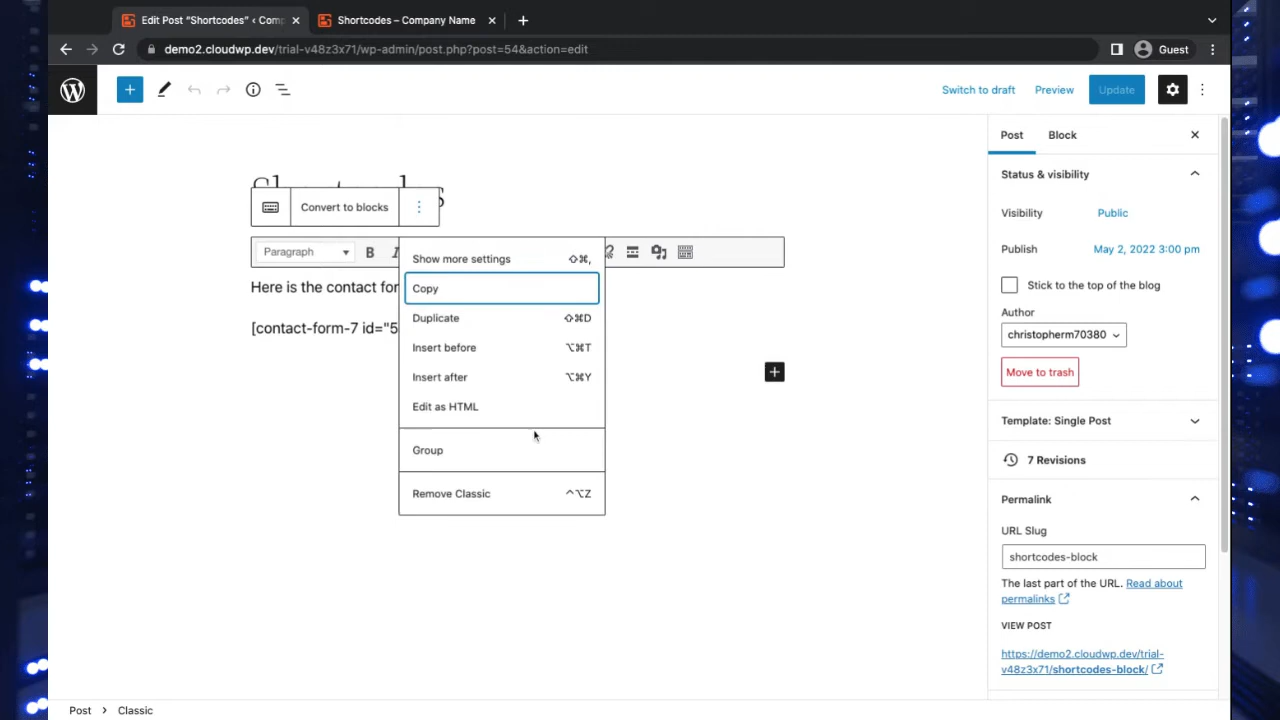 Edit Post “Shortcodes” ‹ Comp
Shortcodes – Company Name
demo2.cloudwp.dev/trial-v48z3x71/wp-admin/post.php?post=54&action=edit
Guest
Switch to draft
Preview
Update
Post
Block
Status & visibility
Visibility
Public
Publish
May 2, 2022 3:00 pm
Stick to the top of the blog
Author
christopherm70380
Move to trash
Template: Single Post
7 Revisions
Permalink
URL Slug
shortcodes-block
The last part of the URL. Read about
permalinks
VIEW POST
https://demo2.cloudwp.dev/trial-
v48z3x71/shortcodes-block/
Convert to blocks
Paragraph
B
I
Here is the contact for
[contact-form-7 id="5
Show more settings ⇧⌘,
Copy
Duplicate ⇧⌘D
Insert before ⌥⌘T
Insert after ⌥⌘Y
Edit as HTML
Group
Remove Classic ^⌥Z
Post > Classic